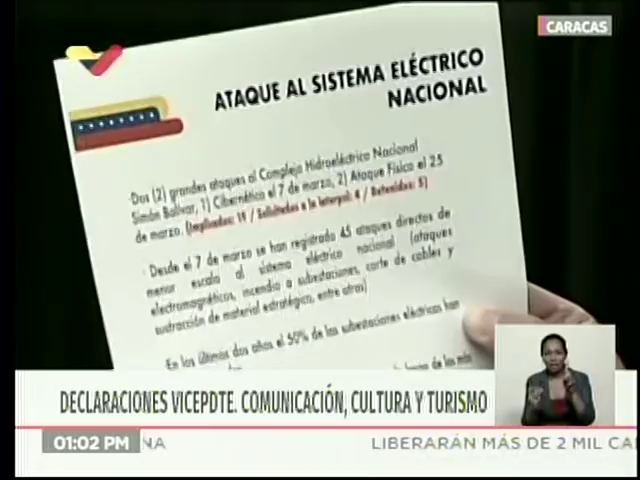 CARACAS
ATAQUE AL SISTEMA ELÉCTRICO
NACIONAL
·Dos (2) grandes ataques al Complejo Hidroeléctrico Nacional
Simón Bolívar, 1) Cibernético el 7 de marzo, 2) Ataque Físico el 25
de marzo. (Implicados: 11 / Solicitados a la Interpol: 4 / Detenidos: 5)
· Desde el 7 de marzo se han registrado 45 ataques directos de
menor escala al sistema eléctrico nacional (ataques
electromagnéticos, incendio a subestaciones, corte de cables y
sustracción de material estratégico, entre otros)
En los últimos dos años el 50% de las subestaciones eléctricas han
DECLARACIONES VICEPDTE. COMUNICACIÓN, CULTURA Y TURISMO
01:02 PM NA LIBERARÁN MÁS DE 2 MIL CA